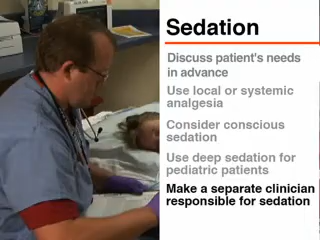 Sedation
Discuss patient's needs
in advance
Use local or systemic
analgesia
Consider conscious
sedation
Use deep sedation for
pediatric patients
Make a separate clinician
responsible for sedation